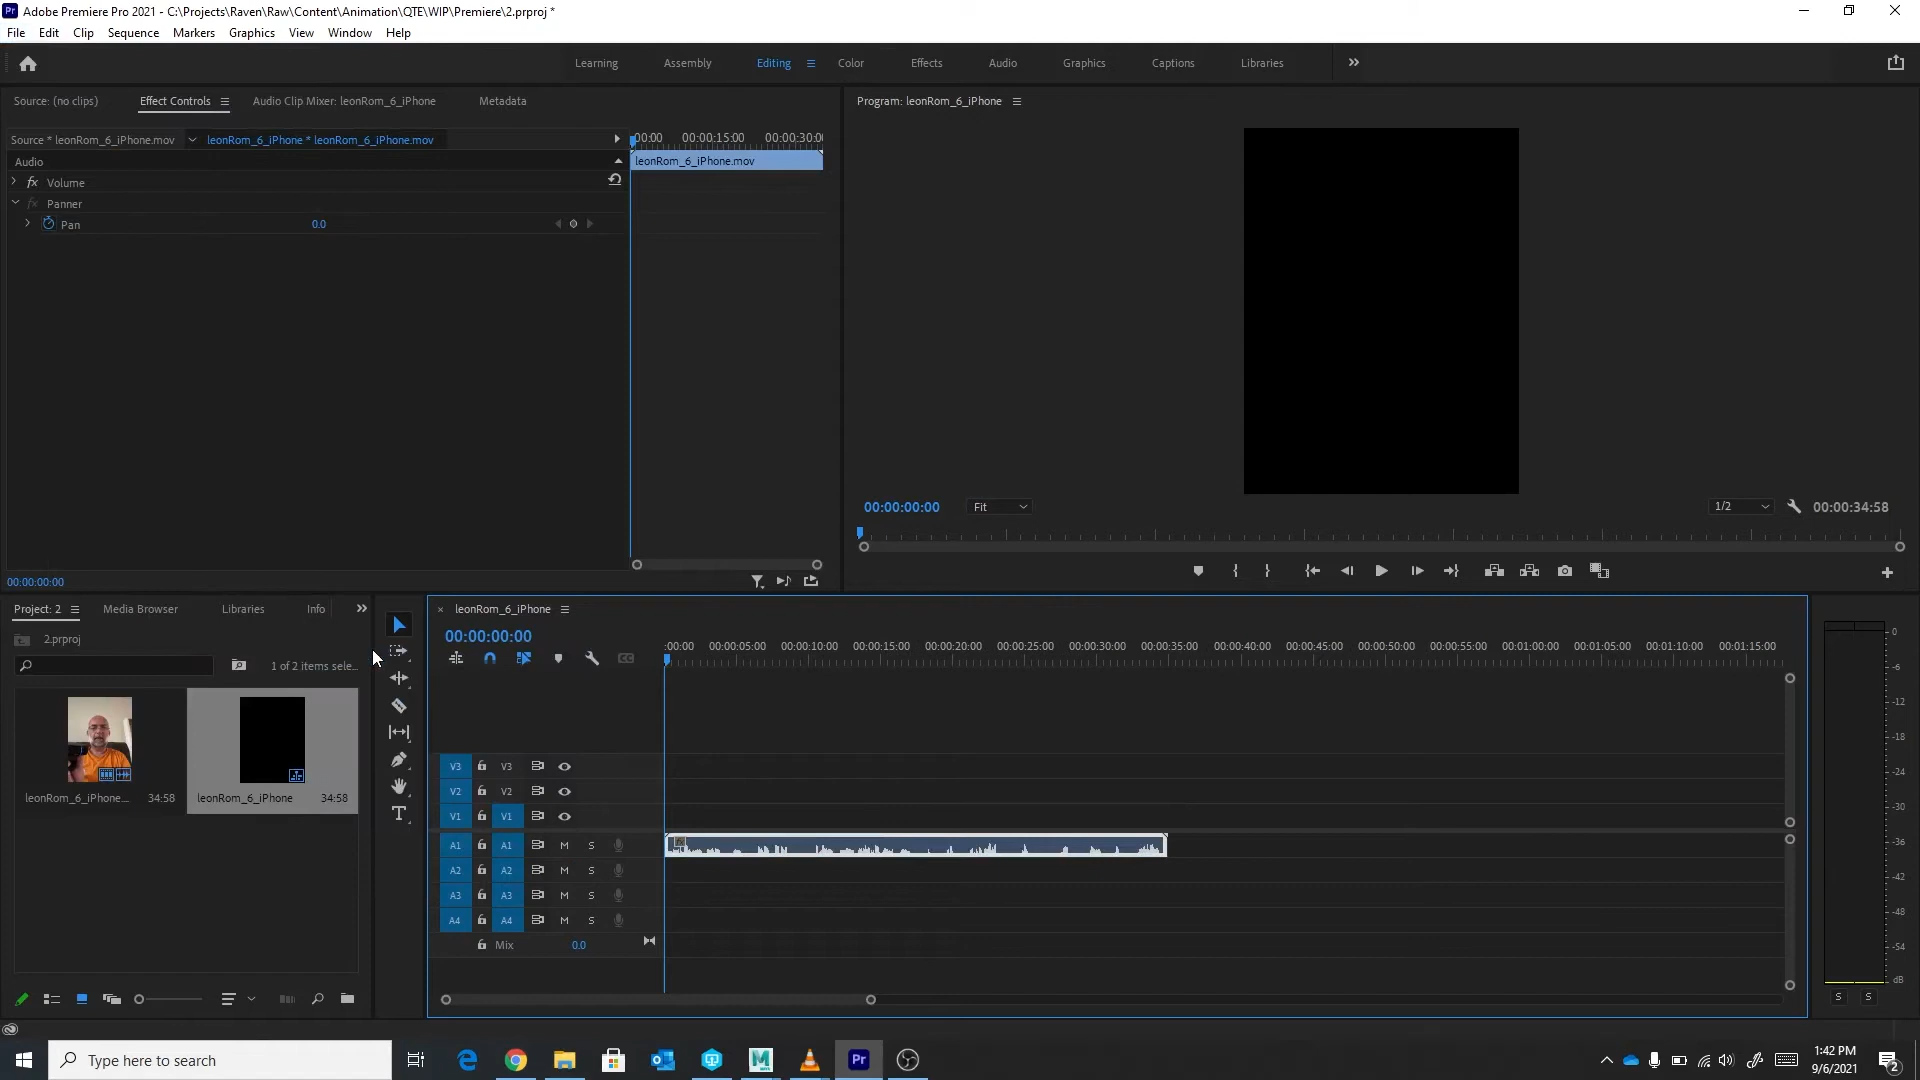 Adobe Premiere Pro 2021 - C:\Projects\Raven\Raw\Content\Animation\QTE\WIP\Premiere\2.prproj *
File Edit Clip Sequence Markers Graphics View Window Help
Learning Assembly Editing Color Effects Audio Graphics Captions Libraries
Source: (no clips) Effect Controls Audio Clip Mixer: leonRom_6_iPhone Metadata
Program: leonRom_6_iPhone
Source * leonRom_6_iPhone.mov leonRom_6_iPhone * leonRom_6_iPhone.mov
00:00 00:00:15:00 00:00:30:0
Audio
leonRom_6_iPhone.mov
fx Volume
fx Panner
Pan 0.0
00:00:00:00 Fit 1/2 00:00:34:58
00:00:00:00
Project: 2 Media Browser Libraries Info
2.prproj
1 of 2 items sele...
leonRom_6_iPhone... 34:58
leonRom_6_iPhone 34:58
leonRom_6_iPhone
00:00:00:00
:00:00 00:00:05:00 00:00:10:00 00:00:15:00 00:00:20:00 00:00:25:00 00:00:30:00 00:00:35:00 00:00:40:00 00:00:45:00 00:00:50:00 00:00:55:00 00:01:00:00 00:01:05:00 00:01:10:00 00:01:15:00
V3 V3
V2 V2
V1 V1
A1 A1 M S
A2 A2 M S
A3 A3 M S
A4 A4 M S
Mix 0.0
0
-6
-12
-18
-24
-30
-36
-42
-48
-54
dB
S S
Type here to search
Pr
1:42 PM
9/6/2021
2